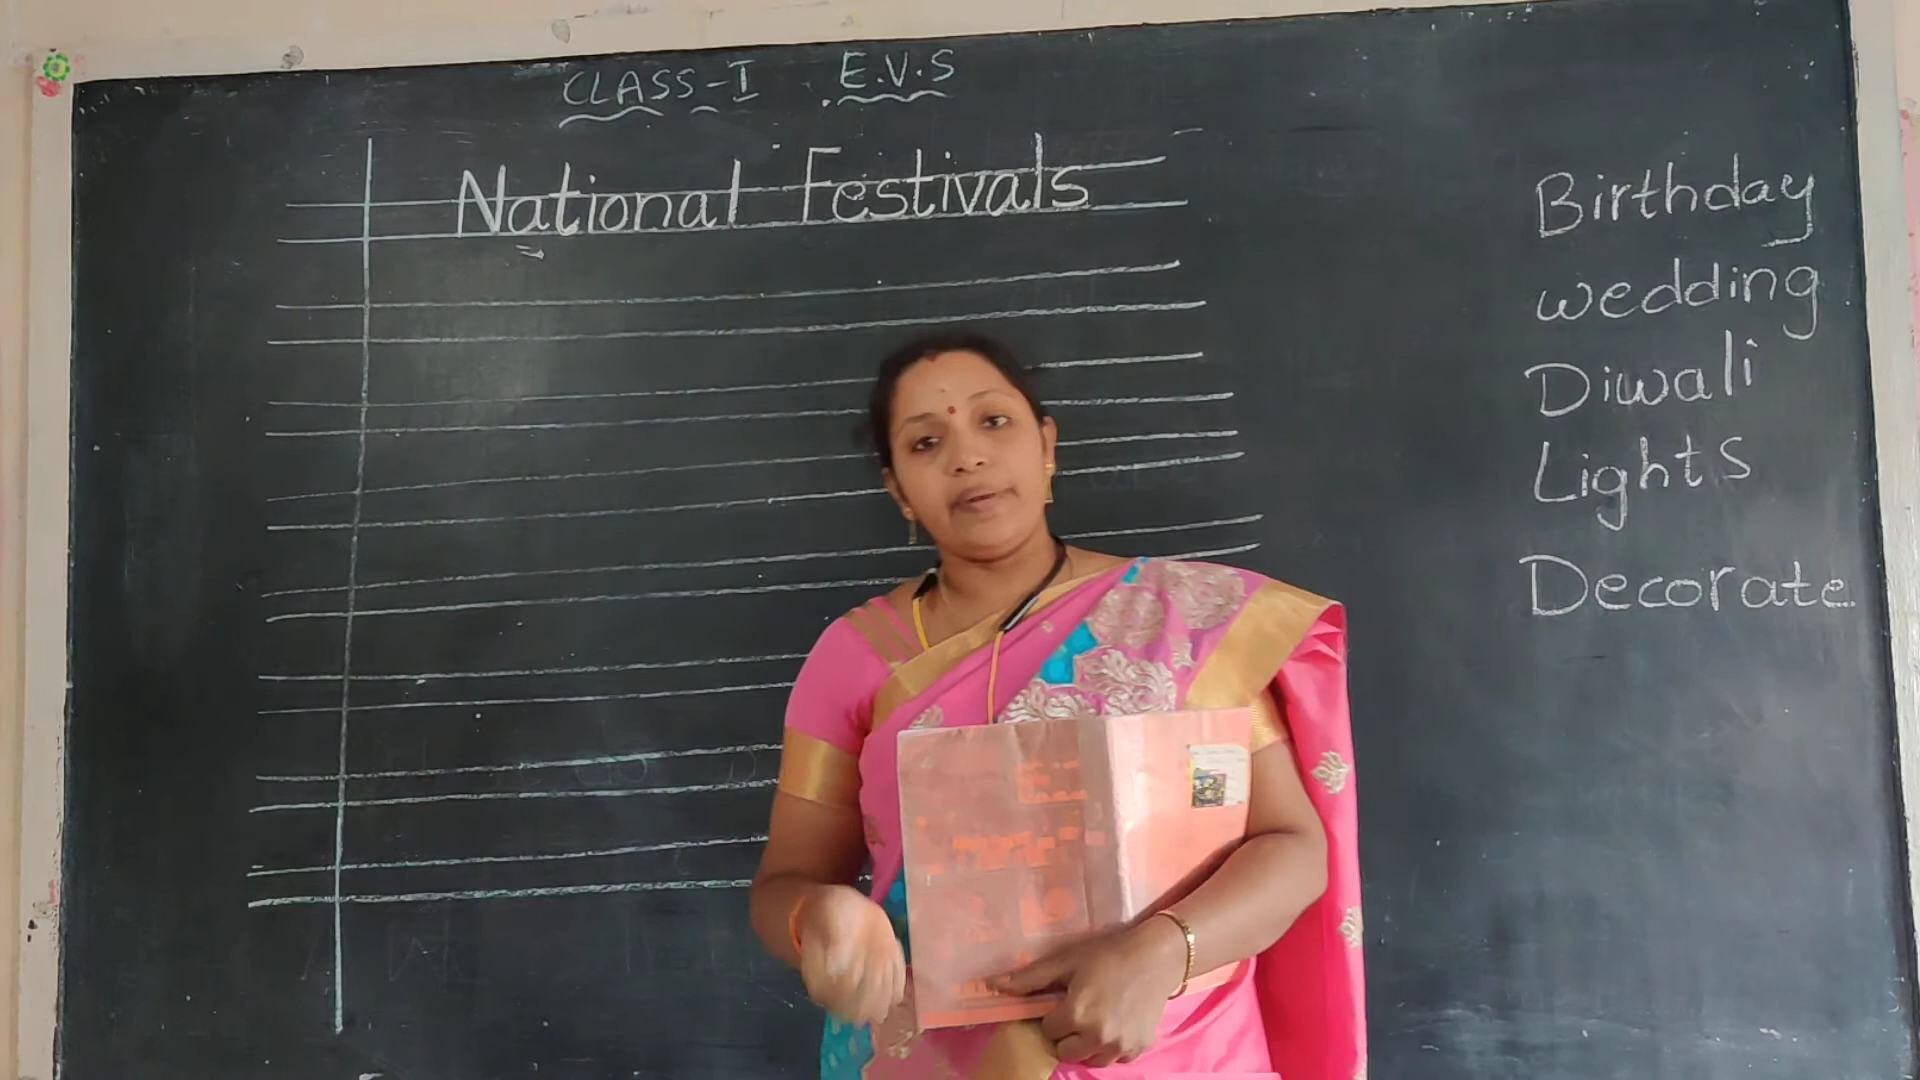 CLASS-I E.V.S
National Festivals
Birthday
wedding
Diwali
Lights
Decorate